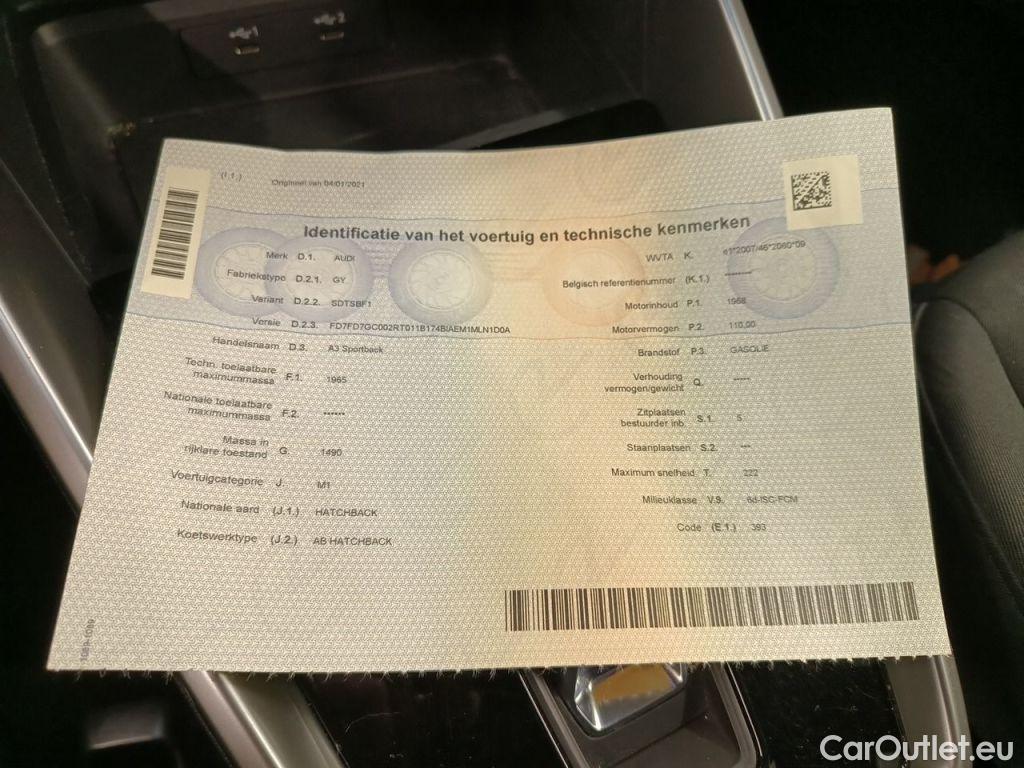 1
2
(I.1.) Origineel van 04/01/2021
Identificatie van het voertuig en technische kenmerken
Merk D.1. AUDI
Fabriekstype D.2.1. GY
Variant D.2.2. SDTSBF1
Versie D.2.3. FD7FD7GC002RT011B174BIAEM1MLN1D0A
Handelsnaam D.3. A3 Sportback
Techn. toelaatbare
maximummassa F.1. 1965
Nationale toelaatbare
maximummassa F.2. ******
Massa in
rijklare toestand G. 1490
Voertuigcategorie J. M1
Nationale aard (J.1.) HATCHBACK
Koetswerktype (J.2.) AB HATCHBACK
WVTA K. e1*2007/46*2060*09
Belgisch referentienummer (K.1.) ********
Motorinhoud P.1. 1968
Motorvermogen P.2. 110,00
Brandstof P.3. GASOLIE
Verhouding
vermogen/gewicht Q. *****
Zitplaatsen
bestuurder inb. S.1. 5
Staanplaatsen S.2. ***
Maximum snelheid T. 222
Milieuklasse V.9. 6d-ISC-FCM
Code (E.1.) 393
CarOutlet.eu